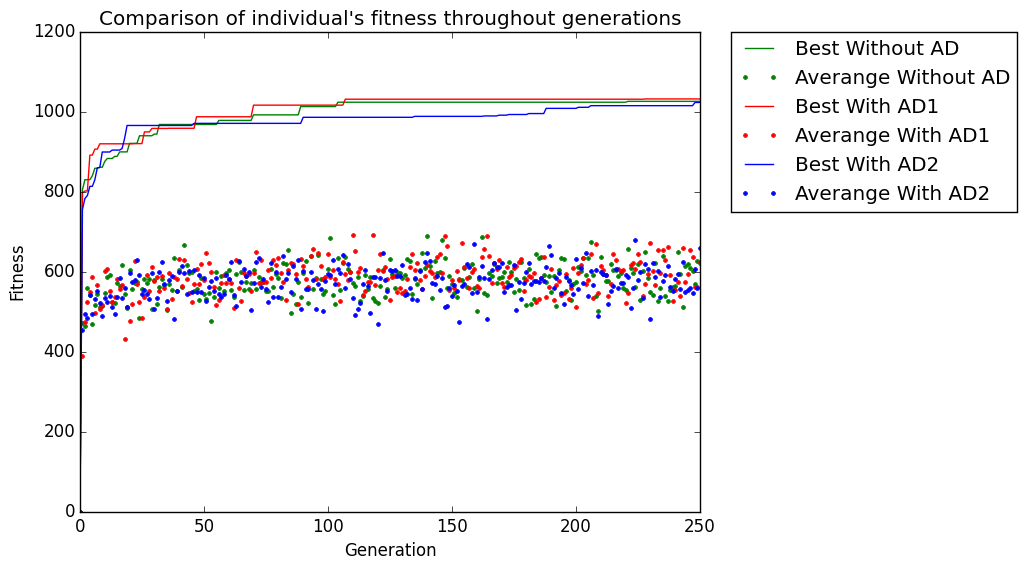 Comparison of individual's fitness throughout generations
1200
1000
800
600
400
200
0
Fitness
0 50 100 150 200 250
Generation
Best Without AD
Averange Without AD
Best With AD1
Averange With AD1
Best With AD2
Averange With AD2